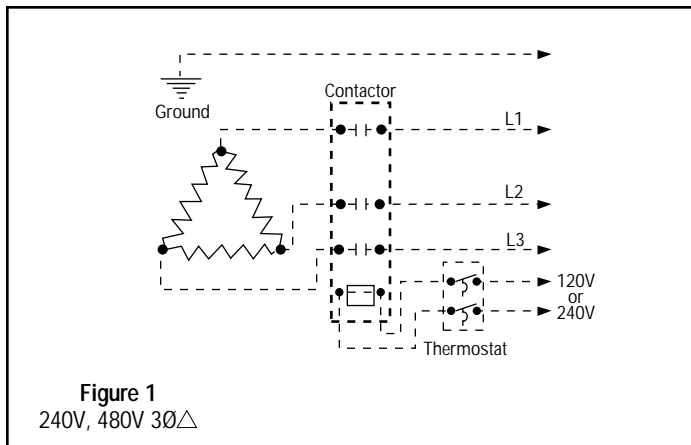 Ground
Contactor
L1
L2
L3
120V
or
240V
Thermostat
Figure 1
240V, 480V 3Ø△